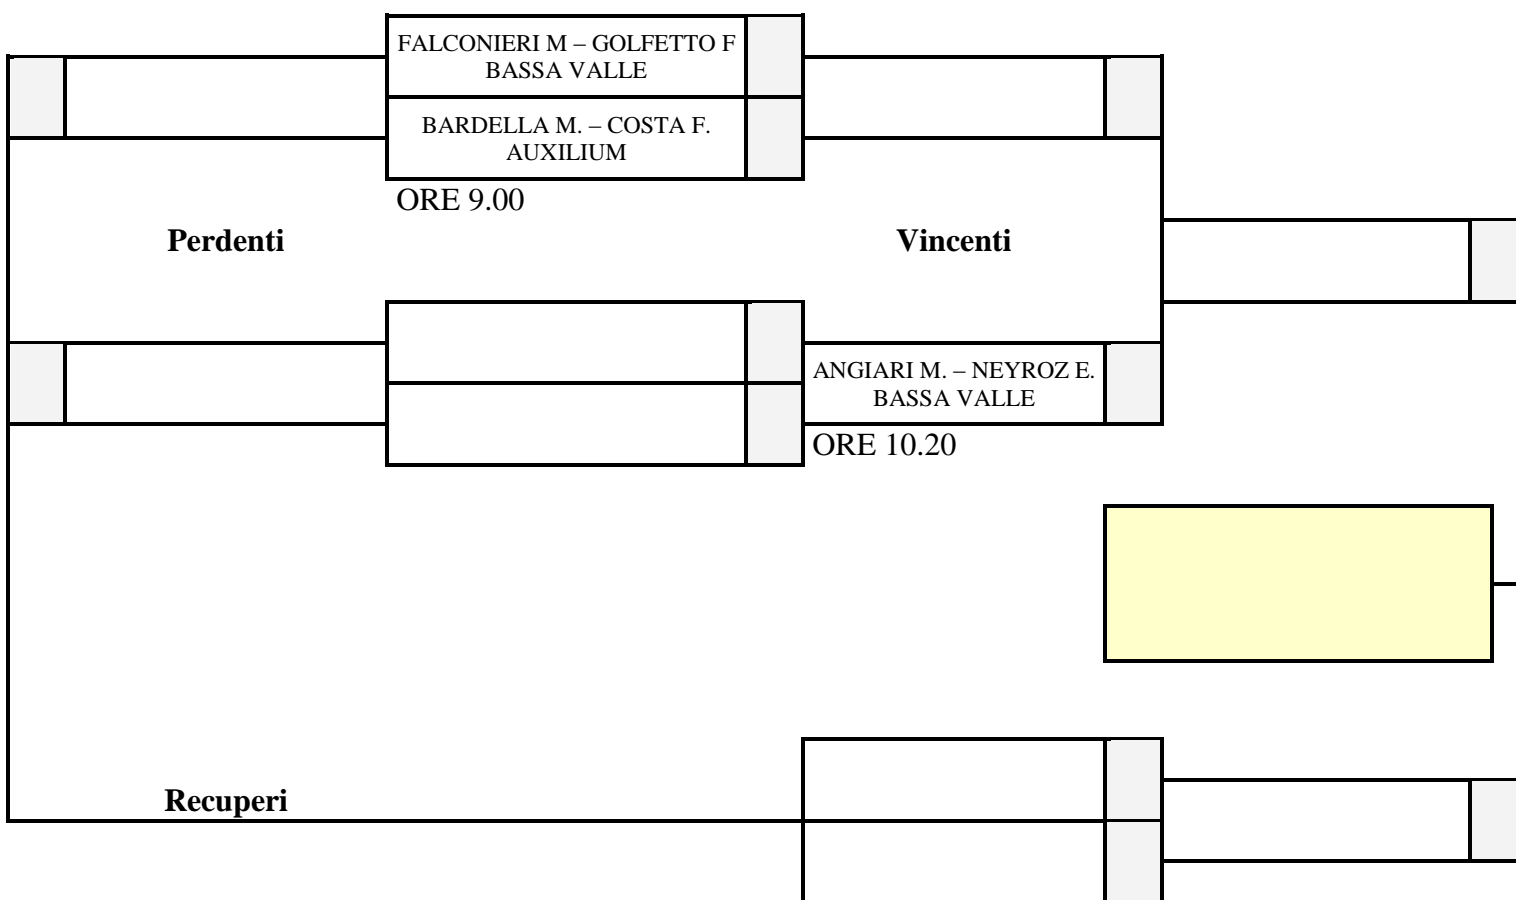 FALCONIERI M – GOLFETTO F
BASSA VALLE
BARDELLA M. – COSTA F.
AUXILIUM
ORE 9.00
Perdenti
Vincenti
ANGIARI M. – NEYROZ E.
BASSA VALLE
ORE 10.20
Recuperi